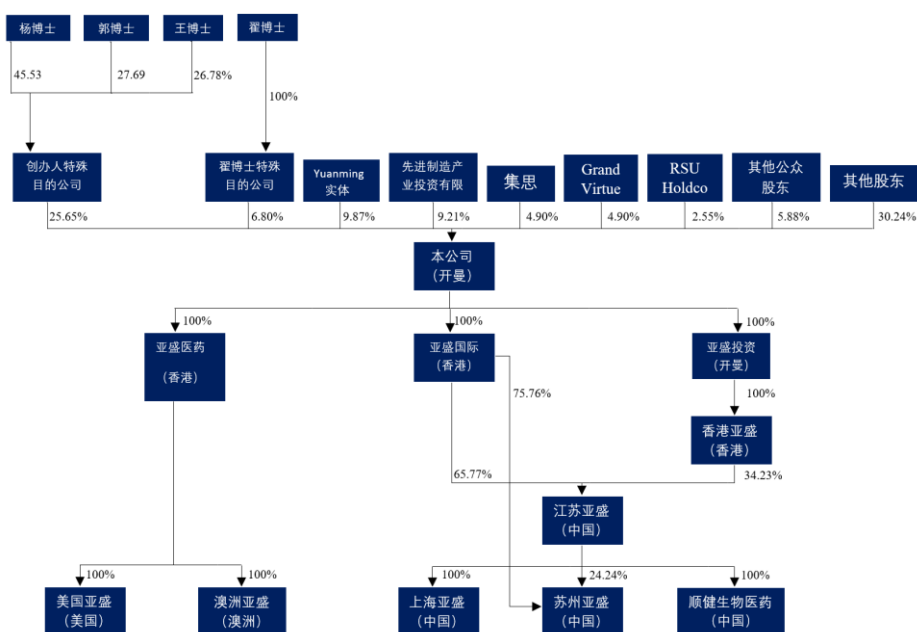 杨博士
郭博士
王博士
翟博士
45.53
27.69
26.78%
100%
创办人特殊
目的公司
翟博士特殊
目的公司
Yuanming
实体
先进制造产
业投资有限
集思
Grand
Virtue
RSU
Holdco
其他公众
股东
其他股东
25.65%
6.80%
9.87%
9.21%
4.90%
4.90%
2.55%
5.88%
30.24%
本公司
（开曼）
100%
100%
100%
亚盛医药
（香港）
亚盛国际
（香港）
亚盛投资
（开曼）
75.76%
100%
香港亚盛
（香港）
65.77%
34.23%
江苏亚盛
（中国）
100%
100%
100%
24.24%
100%
美国亚盛
（美国）
澳洲亚盛
（澳洲）
上海亚盛
（中国）
苏州亚盛
（中国）
顺健生物医药
（中国）